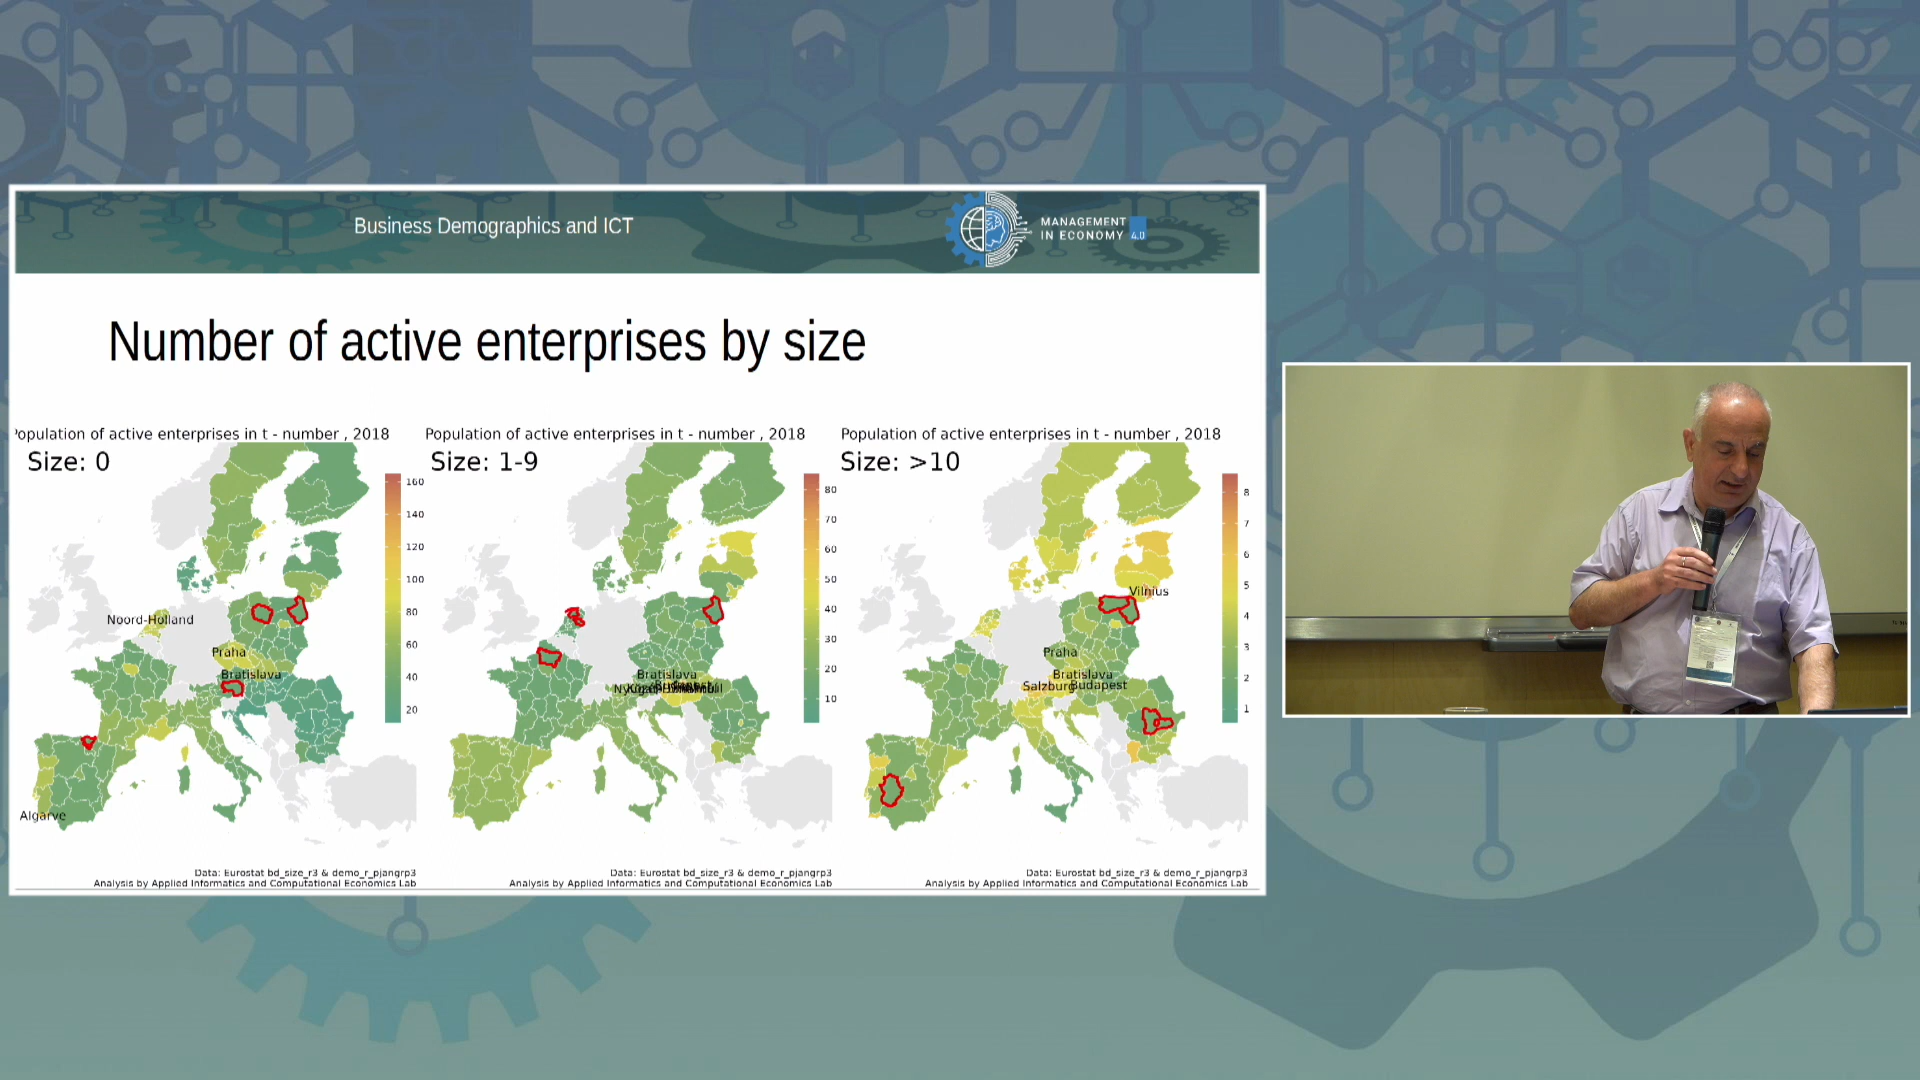 Business Demographics and ICT
MANAGEMENT
IN ECONOMY 4.0
Number of active enterprises by size
Population of active enterprises in t - number , 2018
Size: 0
160
140
120
100
80
60
40
20
Noord-Holland
Praha
Bratislava
Algarve
Data: Eurostat bd_size_r3 & demo_r_pjangrp3
Analysis by Applied Informatics and Computational Economics Lab
Population of active enterprises in t - number , 2018
Size: 1-9
80
70
60
50
40
30
20
10
Bratislava
Data: Eurostat bd_size_r3 & demo_r_pjangrp3
Analysis by Applied Informatics and Computational Economics Lab
Population of active enterprises in t - number , 2018
Size: >10
8
7
6
5
4
3
2
1
Vilnius
Praha
Bratislava
Salzburg
Budapest
Data: Eurostat bd_size_r3 & demo_r_pjangrp3
Analysis by Applied Informatics and Computational Economics Lab